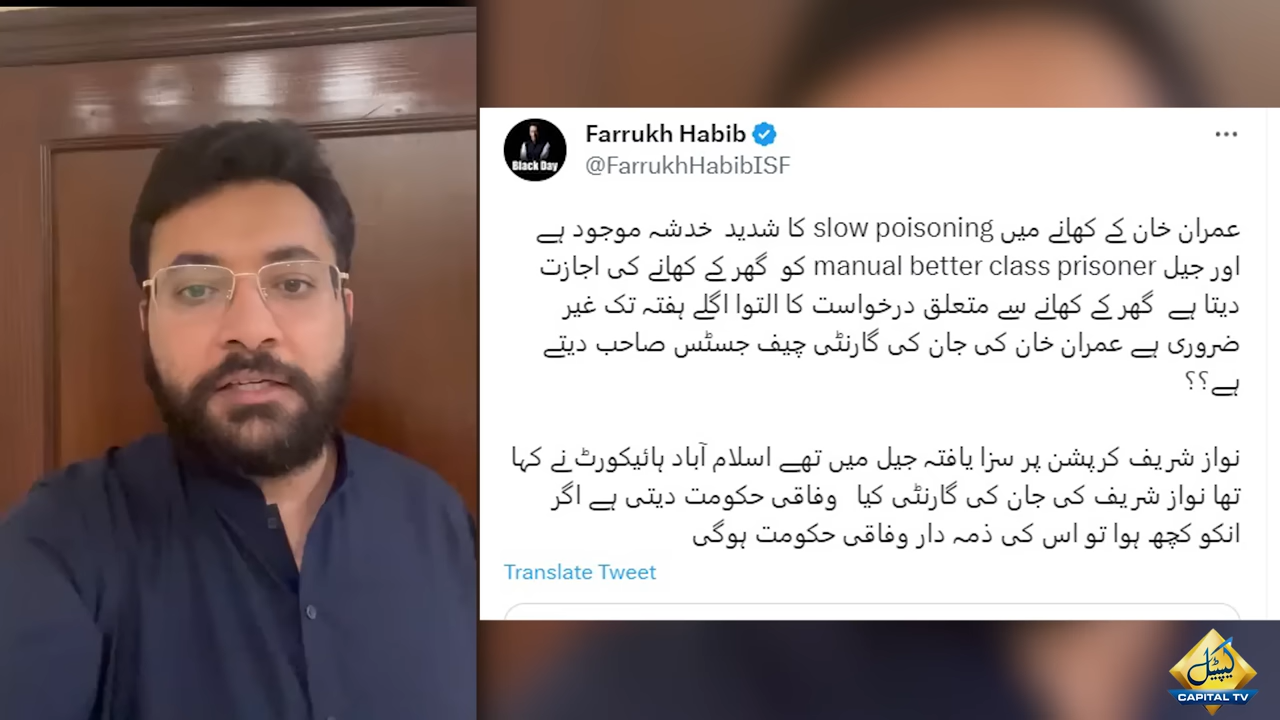 Farrukh Habib
@FarrukhHabibISF
Black Day
عمران خان کے کھانے میں slow poisoning کا شدید خدشہ موجود ہے
اور جیل manual better class prisoner کو گھر کے کھانے کی اجازت
دیتا ہے گھر کے کھانے سے متعلق درخواست کا التوا اگلے ہفتہ تک غیر
ضروری ہے عمران خان کی جان کی گارنٹی چیف جسٹس صاحب دیتے
ہے؟؟
نواز شریف کرپشن پر سزا یافتہ جیل میں تھے اسلام آباد ہائیکورٹ نے کہا
تھا نواز شریف کی جان کی گارنٹی کیا وفاقی حکومت دیتی ہے اگر
انکو کچھ ہوا تو اس کی ذمہ دار وفاقی حکومت ہوگی
Translate Tweet
کیپیٹل
CAPITAL TV